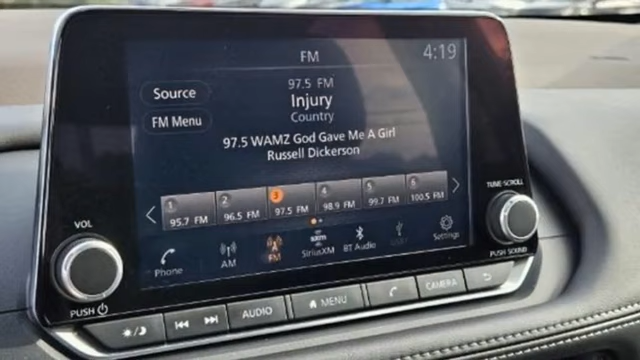 FM
4:19
Source
97.5 FM
Injury
Country
FM Menu
97.5 WAMZ God Gave Me A Girl
Russell Dickerson
1 2 3 4 5 6
95.7 FM 96.5 FM 97.5 FM 98.9 FM 99.7 FM 100.5 FM
Phone AM FM SiriusXM BT Audio USB Settings
VOL
PUSH
TUNE·SCROLL
PUSH SOUND
AUDIO MENU CAMERA